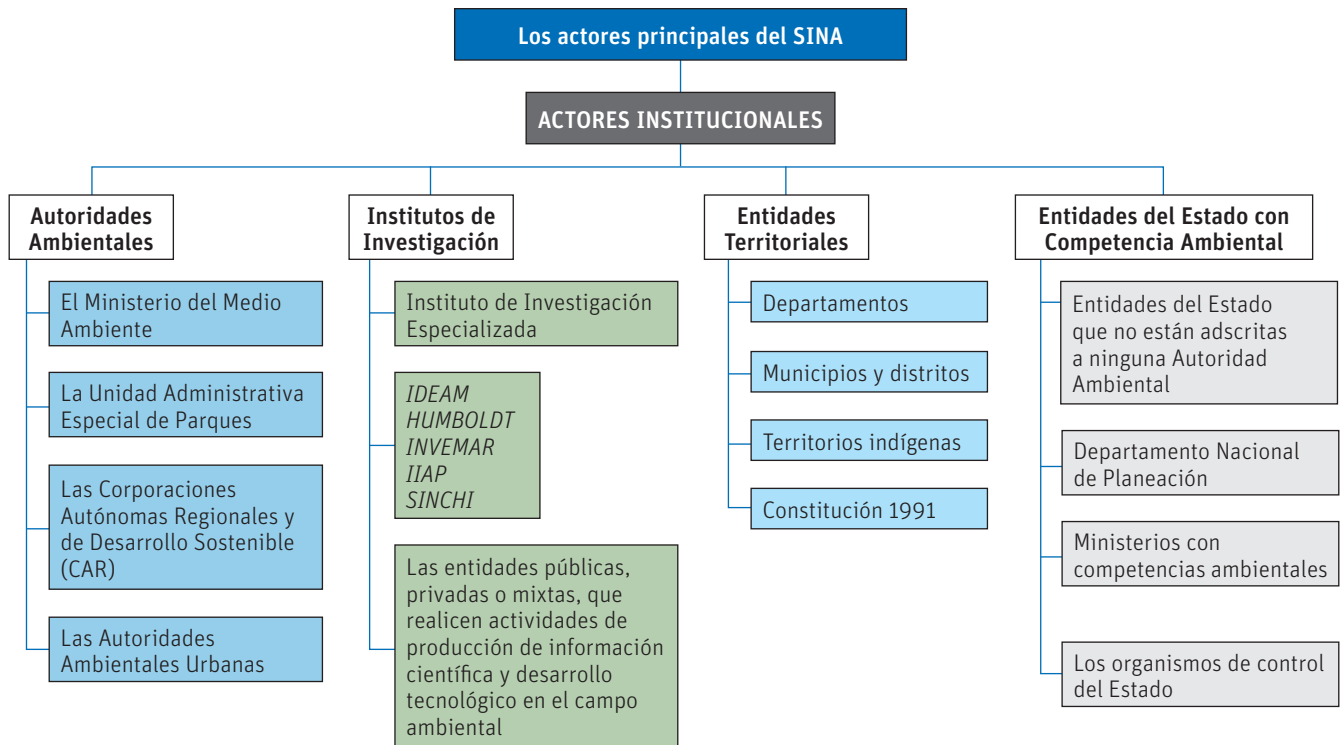 Los actores principales del SINA
ACTORES INSTITUCIONALES
Autoridades
Ambientales
El Ministerio del Medio
Ambiente
La Unidad Administrativa
Especial de Parques
Las Corporaciones
Autónomas Regionales y
de Desarrollo Sostenible
(CAR)
Las Autoridades
Ambientales Urbanas
Institutos de
Investigación
Instituto de Investigación
Especializada
IDEAM
HUMBOLDT
INVEMAR
IIAP
SINCHI
Las entidades públicas,
privadas o mixtas, que
realicen actividades de
producción de información
científica y desarrollo
tecnológico en el campo
ambiental
Entidades
Territoriales
Departamentos
Municipios y distritos
Territorios indígenas
Constitución 1991
Entidades del Estado con
Competencia Ambiental
Entidades del Estado
que no están adscritas
a ninguna Autoridad
Ambiental
Departamento Nacional
de Planeación
Ministerios con
competencias ambientales
Los organismos de control
del Estado